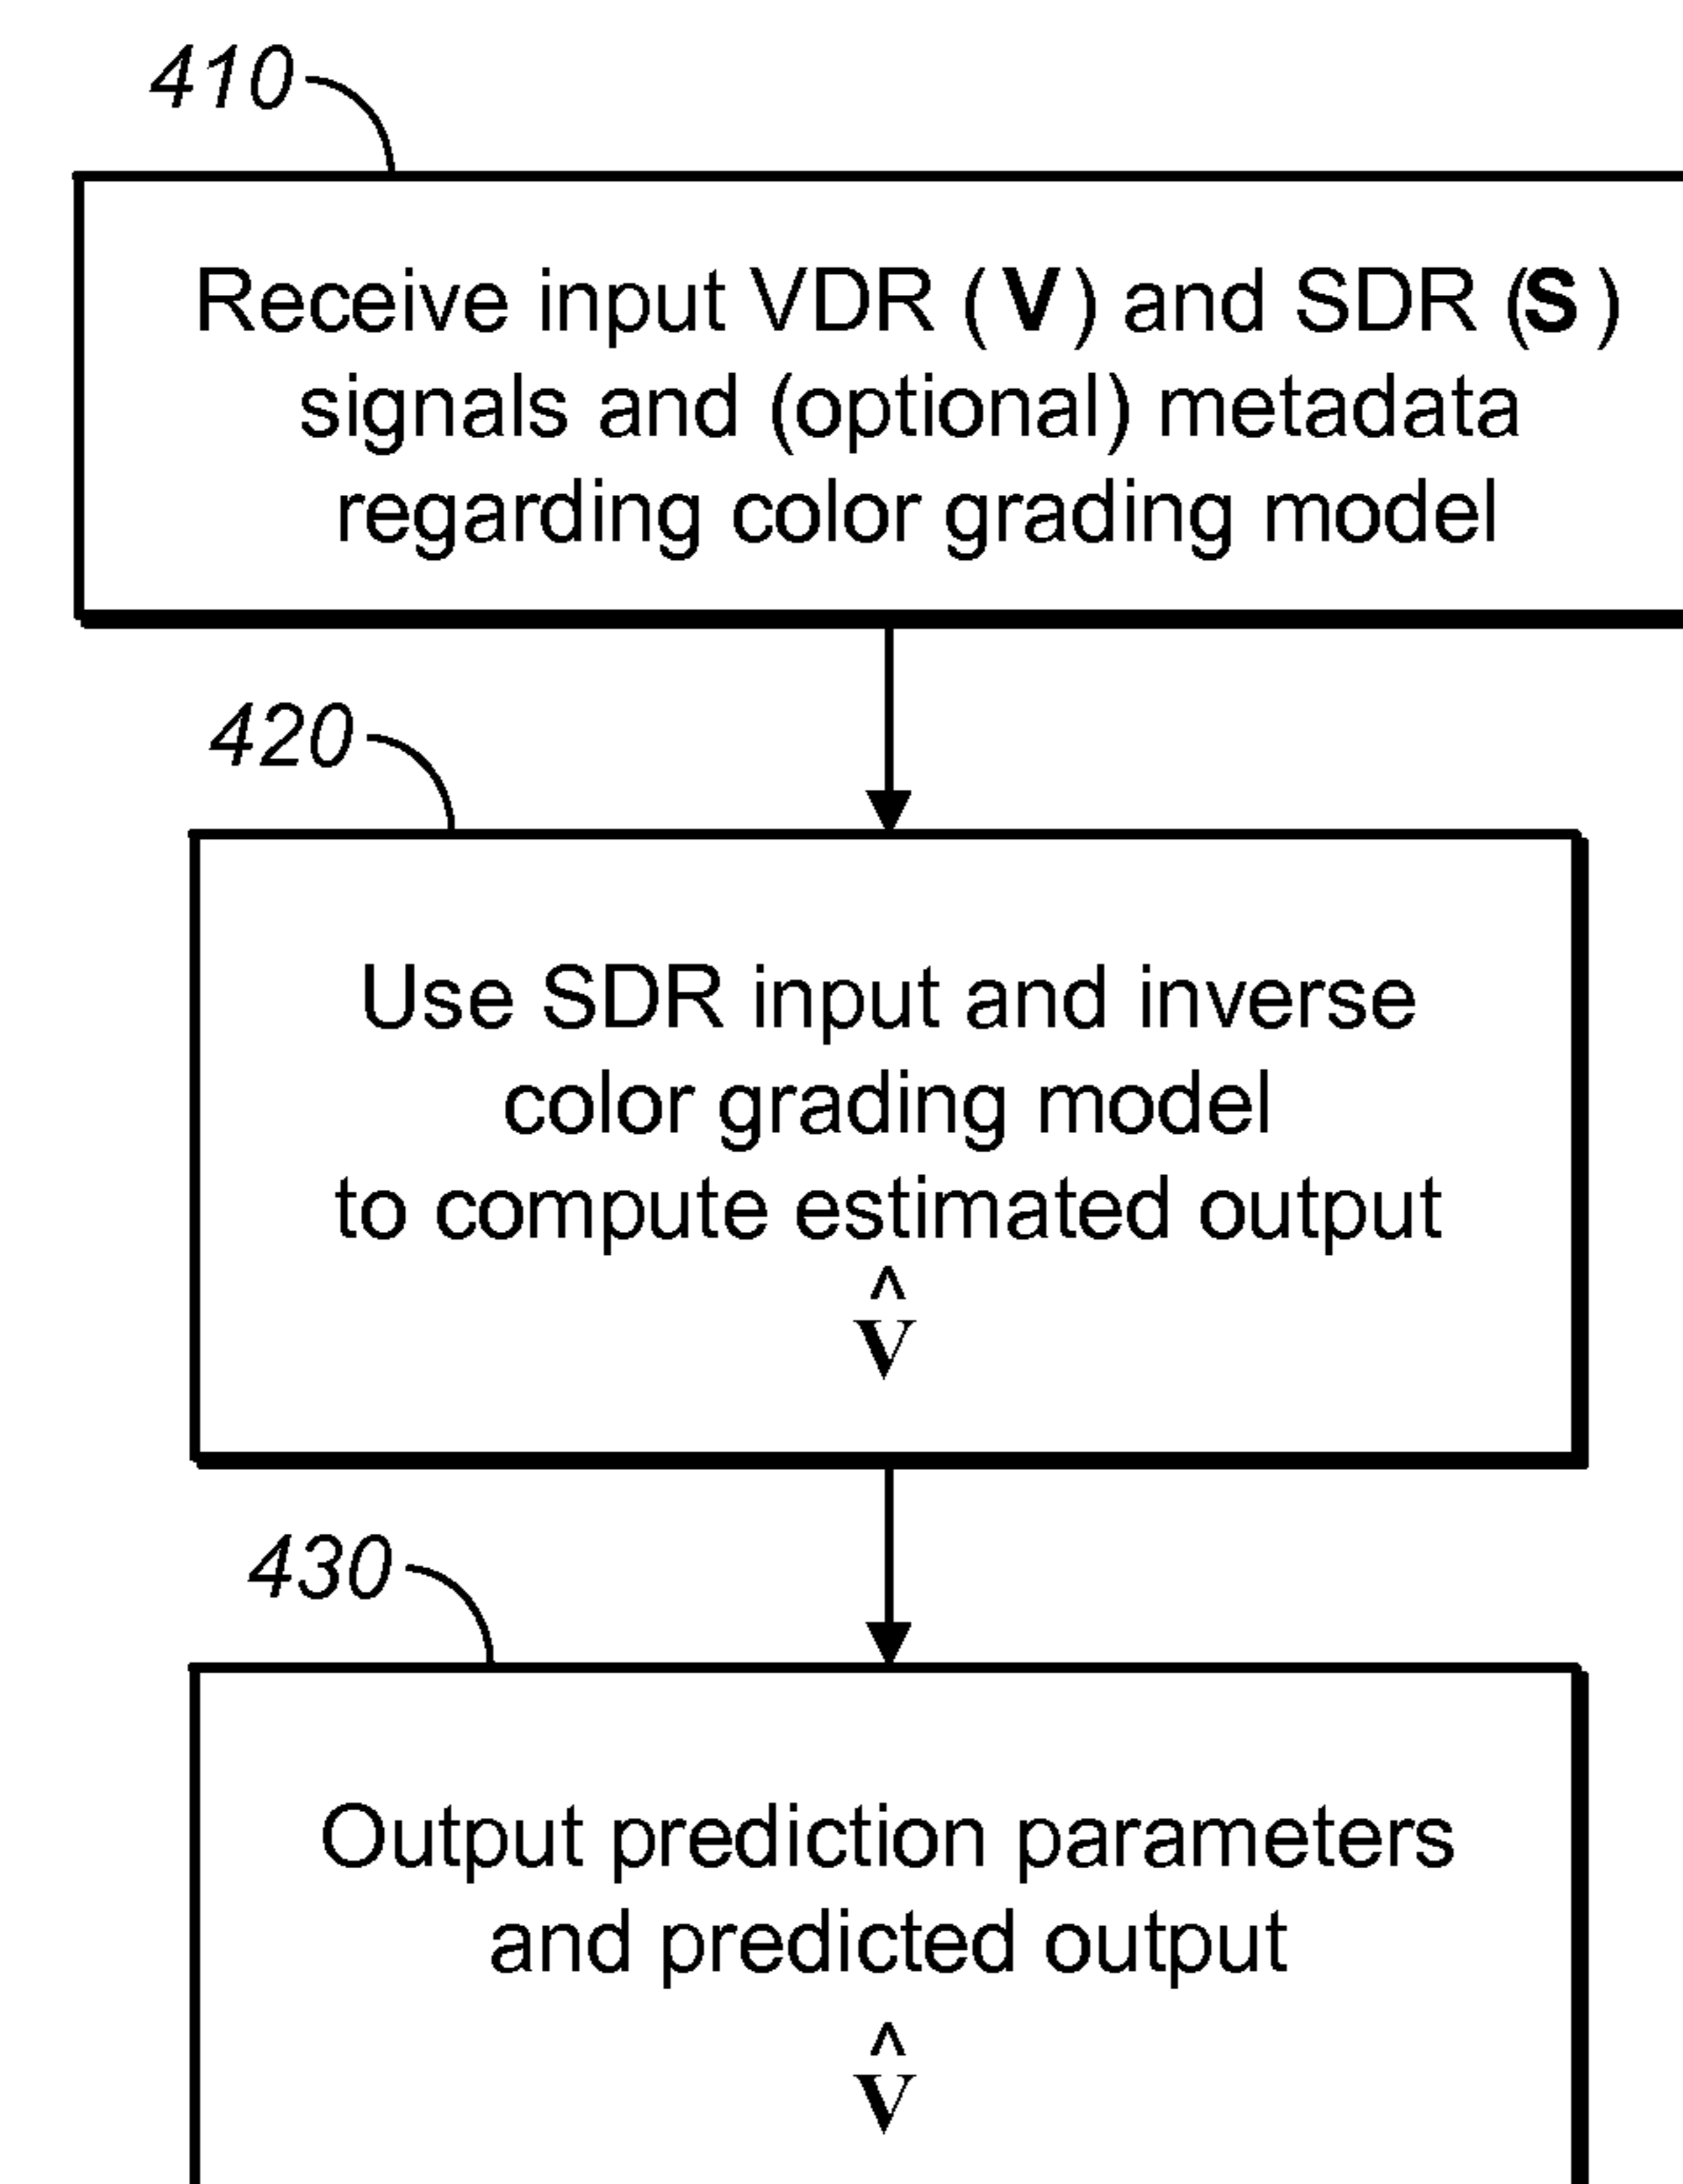 410
Receive input VDR ( V ) and SDR (S )
signals and (optional) metadata
regarding color grading model
420
Use SDR input and inverse
color grading model
to compute estimated output
V̂
430
Output prediction parameters
and predicted output
V̂